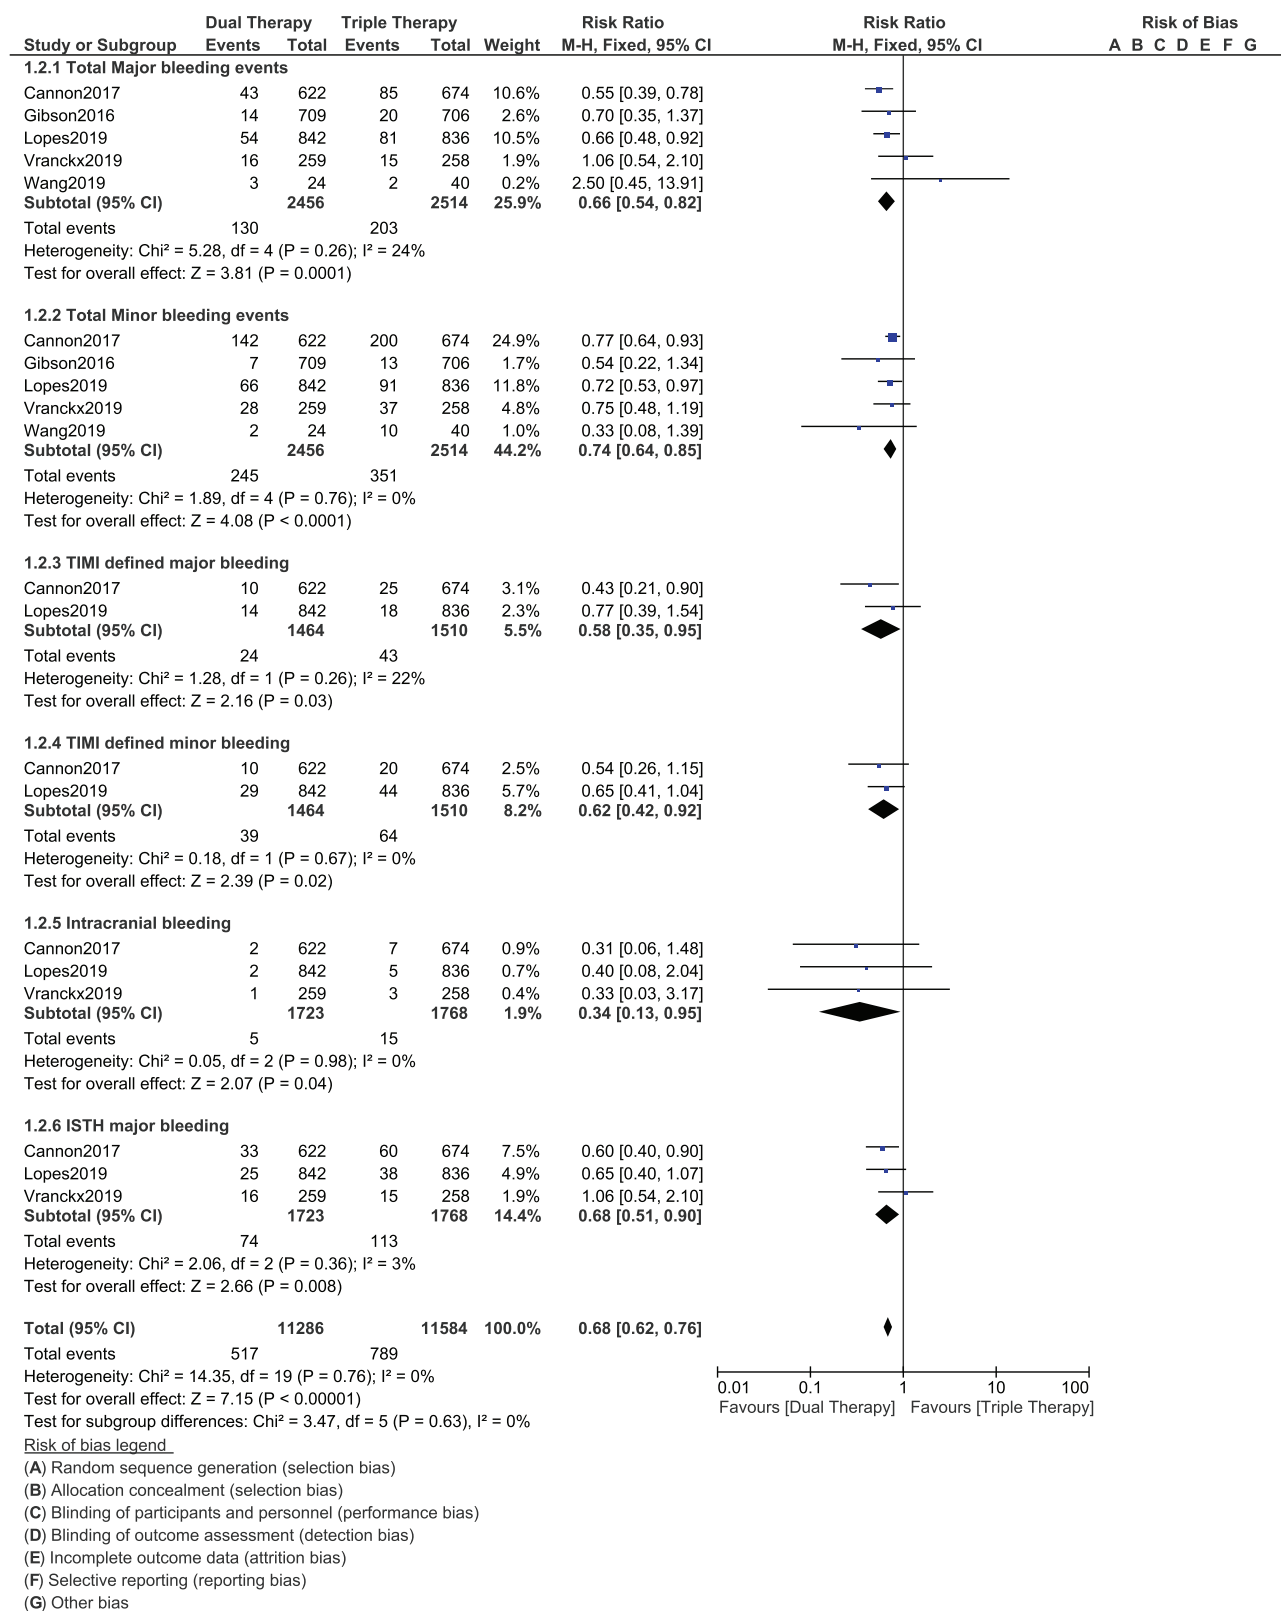 Dual Therapy Triple Therapy Risk Ratio Risk Ratio Risk of Bias
Study or Subgroup Events Total Events Total Weight M-H, Fixed, 95% CI M-H, Fixed, 95% CI A B C D E F G
1.2.1 Total Major bleeding events
Cannon2017 43 622 85 674 10.6% 0.55 [0.39, 0.78]
Gibson2016 14 709 20 706 2.6% 0.70 [0.35, 1.37]
Lopes2019 54 842 81 836 10.5% 0.66 [0.48, 0.92]
Vranckx2019 16 259 15 258 1.9% 1.06 [0.54, 2.10]
Wang2019 3 24 2 40 0.2% 2.50 [0.45, 13.91]
Subtotal (95% CI) 2456 2514 25.9% 0.66 [0.54, 0.82]
Total events 130 203
Heterogeneity: Chi² = 5.28, df = 4 (P = 0.26); I² = 24%
Test for overall effect: Z = 3.81 (P = 0.0001)
1.2.2 Total Minor bleeding events
Cannon2017 142 622 200 674 24.9% 0.77 [0.64, 0.93]
Gibson2016 7 709 13 706 1.7% 0.54 [0.22, 1.34]
Lopes2019 66 842 91 836 11.8% 0.72 [0.53, 0.97]
Vranckx2019 28 259 37 258 4.8% 0.75 [0.48, 1.19]
Wang2019 2 24 10 40 1.0% 0.33 [0.08, 1.39]
Subtotal (95% CI) 2456 2514 44.2% 0.74 [0.64, 0.85]
Total events 245 351
Heterogeneity: Chi² = 1.89, df = 4 (P = 0.76); I² = 0%
Test for overall effect: Z = 4.08 (P < 0.0001)
1.2.3 TIMI defined major bleeding
Cannon2017 10 622 25 674 3.1% 0.43 [0.21, 0.90]
Lopes2019 14 842 18 836 2.3% 0.77 [0.39, 1.54]
Subtotal (95% CI) 1464 1510 5.5% 0.58 [0.35, 0.95]
Total events 24 43
Heterogeneity: Chi² = 1.28, df = 1 (P = 0.26); I² = 22%
Test for overall effect: Z = 2.16 (P = 0.03)
1.2.4 TIMI defined minor bleeding
Cannon2017 10 622 20 674 2.5% 0.54 [0.26, 1.15]
Lopes2019 29 842 44 836 5.7% 0.65 [0.41, 1.04]
Subtotal (95% CI) 1464 1510 8.2% 0.62 [0.42, 0.92]
Total events 39 64
Heterogeneity: Chi² = 0.18, df = 1 (P = 0.67); I² = 0%
Test for overall effect: Z = 2.39 (P = 0.02)
1.2.5 Intracranial bleeding
Cannon2017 2 622 7 674 0.9% 0.31 [0.06, 1.48]
Lopes2019 2 842 5 836 0.7% 0.40 [0.08, 2.04]
Vranckx2019 1 259 3 258 0.4% 0.33 [0.03, 3.17]
Subtotal (95% CI) 1723 1768 1.9% 0.34 [0.13, 0.95]
Total events 5 15
Heterogeneity: Chi² = 0.05, df = 2 (P = 0.98); I² = 0%
Test for overall effect: Z = 2.07 (P = 0.04)
1.2.6 ISTH major bleeding
Cannon2017 33 622 60 674 7.5% 0.60 [0.40, 0.90]
Lopes2019 25 842 38 836 4.9% 0.65 [0.40, 1.07]
Vranckx2019 16 259 15 258 1.9% 1.06 [0.54, 2.10]
Subtotal (95% CI) 1723 1768 14.4% 0.68 [0.51, 0.90]
Total events 74 113
Heterogeneity: Chi² = 2.06, df = 2 (P = 0.36); I² = 3%
Test for overall effect: Z = 2.66 (P = 0.008)
Total (95% CI) 11286 11584 100.0% 0.68 [0.62, 0.76]
Total events 517 789
Heterogeneity: Chi² = 14.35, df = 19 (P = 0.76); I² = 0%
Test for overall effect: Z = 7.15 (P < 0.00001)
Test for subgroup differences: Chi² = 3.47, df = 5 (P = 0.63), I² = 0%
0.01 0.1 1 10 100
Favours [Dual Therapy] Favours [Triple Therapy]
Risk of bias legend
(A) Random sequence generation (selection bias)
(B) Allocation concealment (selection bias)
(C) Blinding of participants and personnel (performance bias)
(D) Blinding of outcome assessment (detection bias)
(E) Incomplete outcome data (attrition bias)
(F) Selective reporting (reporting bias)
(G) Other bias